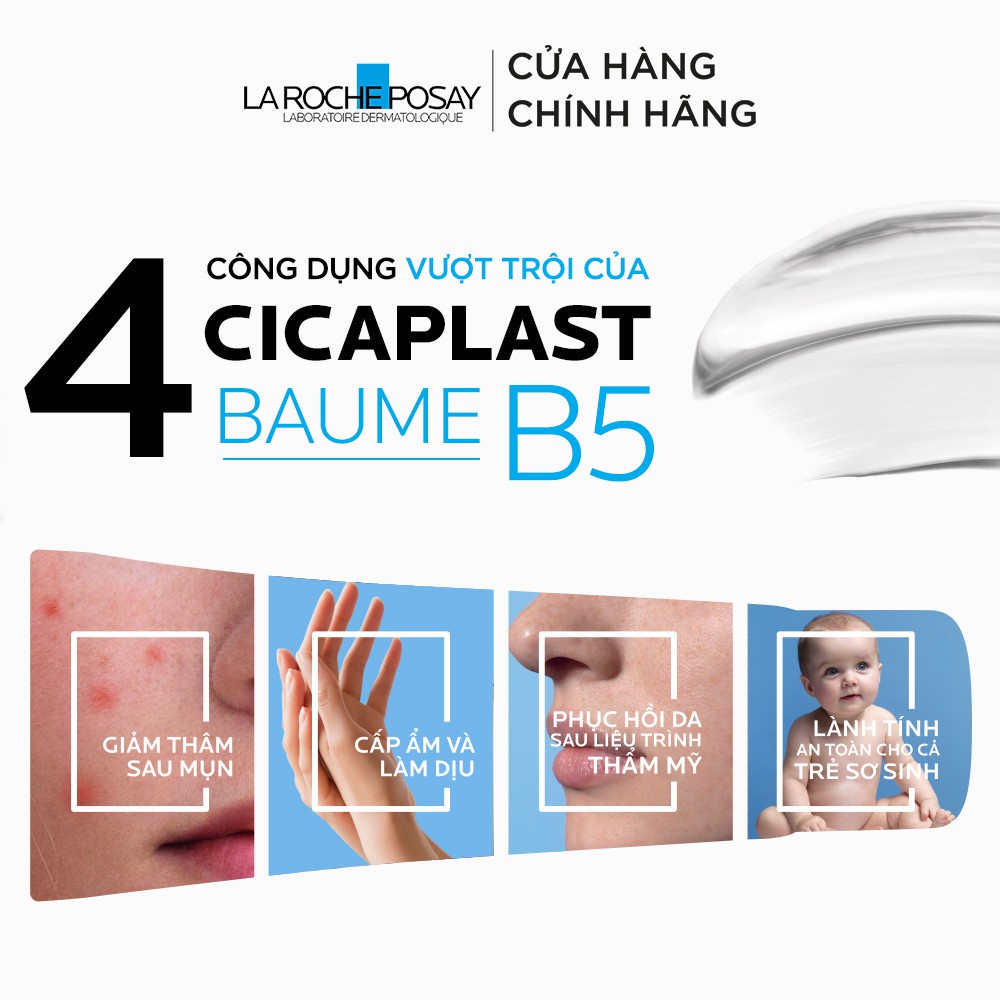 LA ROCHE POSAY
LABORATOIRE DERMATOLOGIQUE
CỬA HÀNG
CHÍNH HÃNG
4
CÔNG DỤNG VƯỢT TRỘI CỦA
CICAPLAST
BAUME B5
GIẢM THÂM
SAU MỤN
CẤP ẨM VÀ
LÀM DỊU
PHỤC HỒI DA
SAU LIỆU TRÌNH
THẨM MỸ
LÀNH TÍNH
AN TOÀN CHO CẢ
TRẺ SƠ SINH